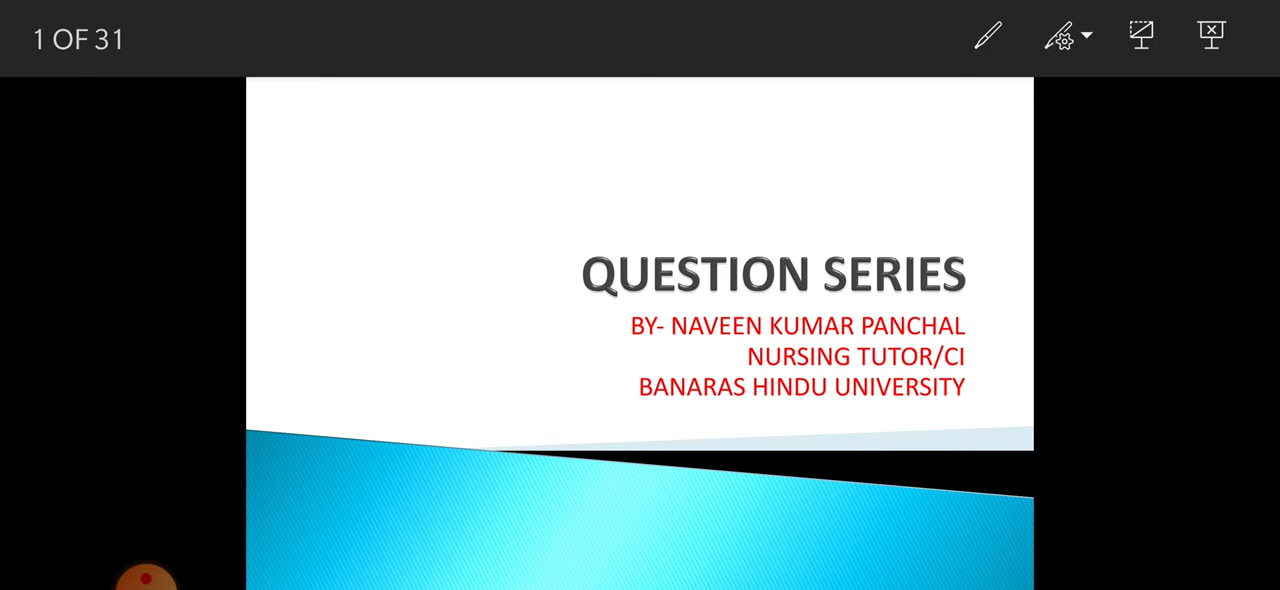 1 OF 31
QUESTION SERIES
BY- NAVEEN KUMAR PANCHAL
NURSING TUTOR/CI
BANARAS HINDU UNIVERSITY